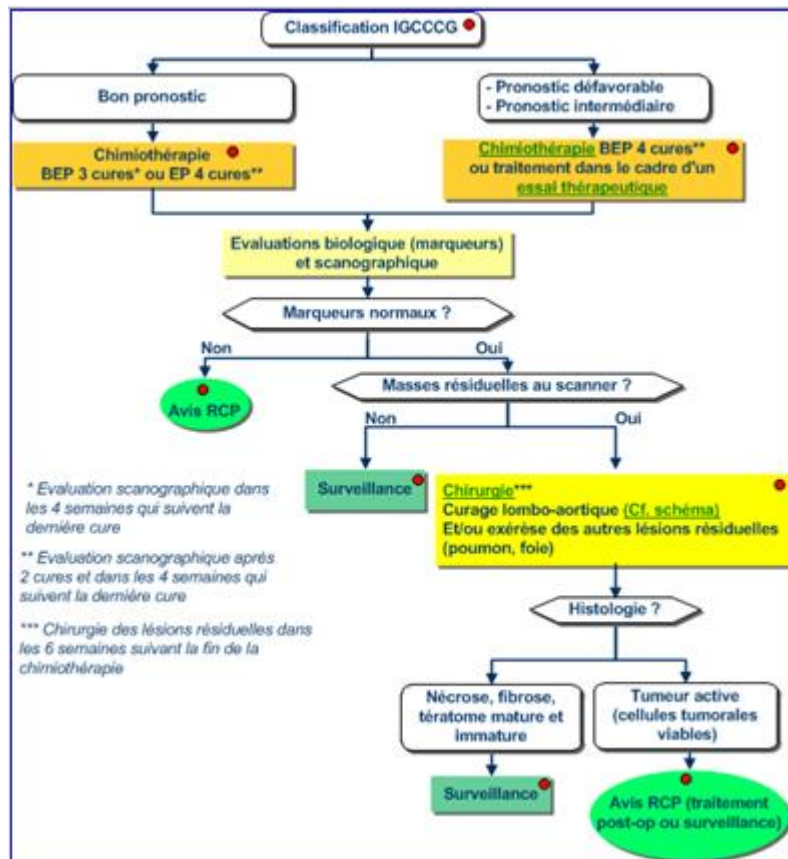 Classification IGCCCG
Bon pronostic
- Pronostic défavorable
- Pronostic intermédiaire
Chimiothérapie
BEP 3 cures* ou EP 4 cures**
Chimiothérapie BEP 4 cures**
ou traitement dans le cadre d'un
essai thérapeutique
Evaluations biologique (marqueurs)
et scanographique
Marqueurs normaux ?
Non
Oui
Avis RCP
Masses résiduelles au scanner ?
Non
Oui
Surveillance
Chirurgie***
Curage lombo-aortique (Cf. schéma)
Et/ou exérèse des autres lésions résiduelles
(poumon, foie)
* Evaluation scanographique dans
les 4 semaines qui suivent la
dernière cure
** Evaluation scanographique après
2 cures et dans les 4 semaines qui
suivent la dernière cure
*** Chirurgie des lésions résiduelles dans
les 6 semaines suivant la fin de la
chimiothérapie
Histologie ?
Nécrose, fibrose,
tératome mature et
immature
Tumeur active
(cellules tumorales
viables)
Surveillance
Avis RCP (traitement
post-op ou surveillance)